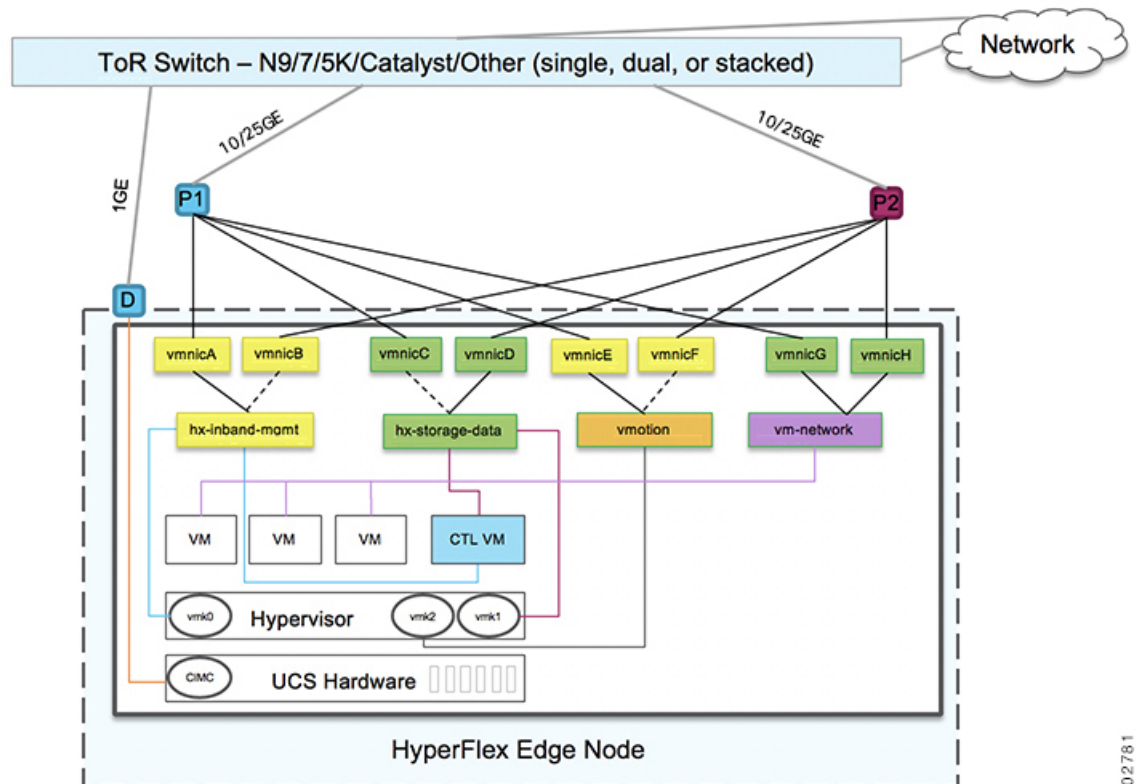 Network
ToR Switch – N9/7/5K/Catalyst/Other (single, dual, or stacked)
10/25GE
10/25GE
1GE
P1
P2
D
vmnicA
vmnicB
vmnicC
vmnicD
vmnicE
vmnicF
vmnicG
vmnicH
hx-inband-mgmt
hx-storage-data
vmotion
vm-network
VM
VM
VM
CTL VM
vmk0
Hypervisor
vmk2
vmk1
CIMC
UCS Hardware
HyperFlex Edge Node
02781